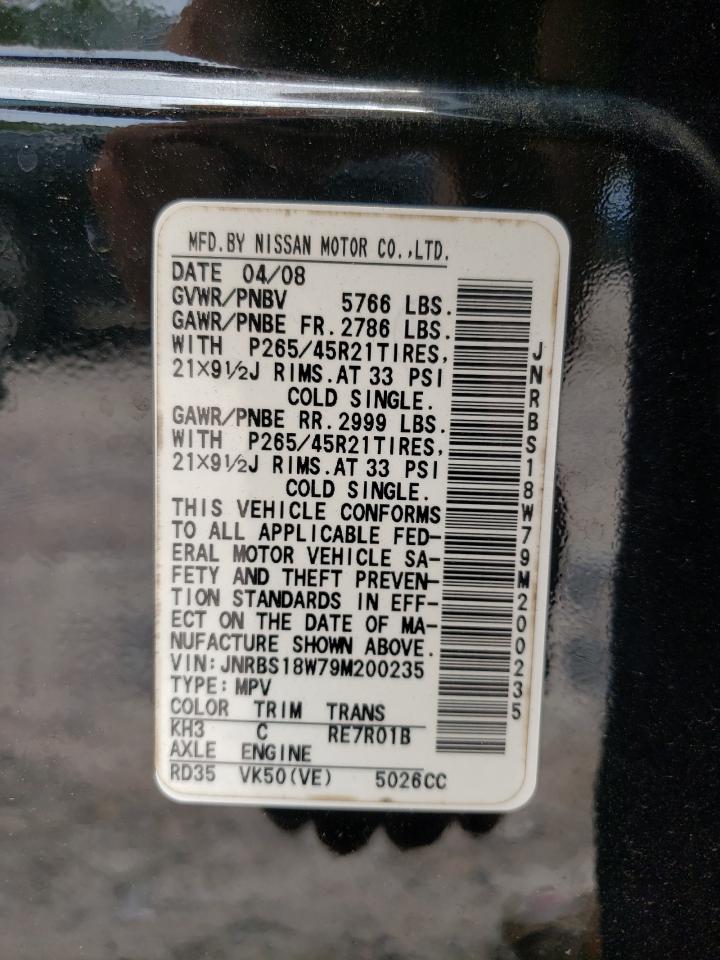 MFD.BY NISSAN MOTOR CO.,LTD.
DATE 04/08
GVWR/PNBV 5766 LBS.
GAWR/PNBE FR.2786 LBS.
WITH P265/45R21TIRES,
21×9½J RIMS.AT 33 PSI
COLD SINGLE.
GAWR/PNBE RR.2999 LBS.
WITH P265/45R21TIRES,
21×9½J RIMS.AT 33 PSI
COLD SINGLE.
THIS VEHICLE CONFORMS
TO ALL APPLICABLE FED-
ERAL MOTOR VEHICLE SA-
FETY AND THEFT PREVEN-
TION STANDARDS IN EFF-
ECT ON THE DATE OF MA-
NUFACTURE SHOWN ABOVE.
VIN:JNRBS18W79M200235
TYPE:MPV
COLOR TRIM TRANS
KH3 C RE7R01B
AXLE ENGINE
RD35 VK50(VE) 5026CC
JNRBS18W79M200235